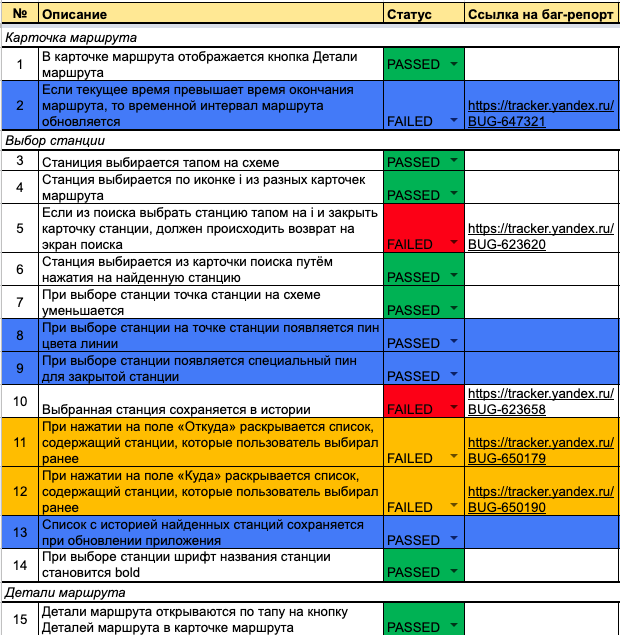 № Описание Статус Ссылка на баг-репорт
Карточка маршрута
1 В карточке маршрута отображается кнопка Детали
маршрута PASSED
2 Если текущее время превышает время окончания
маршрута, то временной интервал маршрута
обновляется FAILED https://tracker.yandex.ru/
BUG-647321
Выбор станции
3 Станиция выбирается тапом на схеме PASSED
4 Станция выбирается по иконке i из разных карточек
маршрута PASSED
5 Если из поиска выбрать станцию тапом на i и закрыть
карточку станции, должен происходить возврат на
экран поиска FAILED https://tracker.yandex.ru/
BUG-623620
6 Станция выбирается из карточки поиска путём
нажатия на найденную станцию PASSED
7 При выборе станции точка станции на схеме
уменьшается PASSED
8 При выборе станции на точке станции появляется пин
цвета линии PASSED
9 При выборе станции появляется специальный пин
для закрытой станции PASSED
10 Выбранная станция сохраняется в истории FAILED https://tracker.yandex.ru/
BUG-623658
11 При нажатии на поле «Откуда» раскрывается список,
содержащий станции, которые пользователь выбирал
ранее FAILED https://tracker.yandex.ru/
BUG-650179
12 При нажатии на поле «Куда» раскрывается список,
содержащий станции, которые пользователь выбирал
ранее FAILED https://tracker.yandex.ru/
BUG-650190
13 Список с историей найденных станций сохраняется
при обновлении приложения PASSED
14 При выборе станции шрифт названия станции
становится bold PASSED
Детали маршрута
15 Детали маршрута открываются по тапу на кнопку
Деталей маршрута в карточке маршрута PASSED